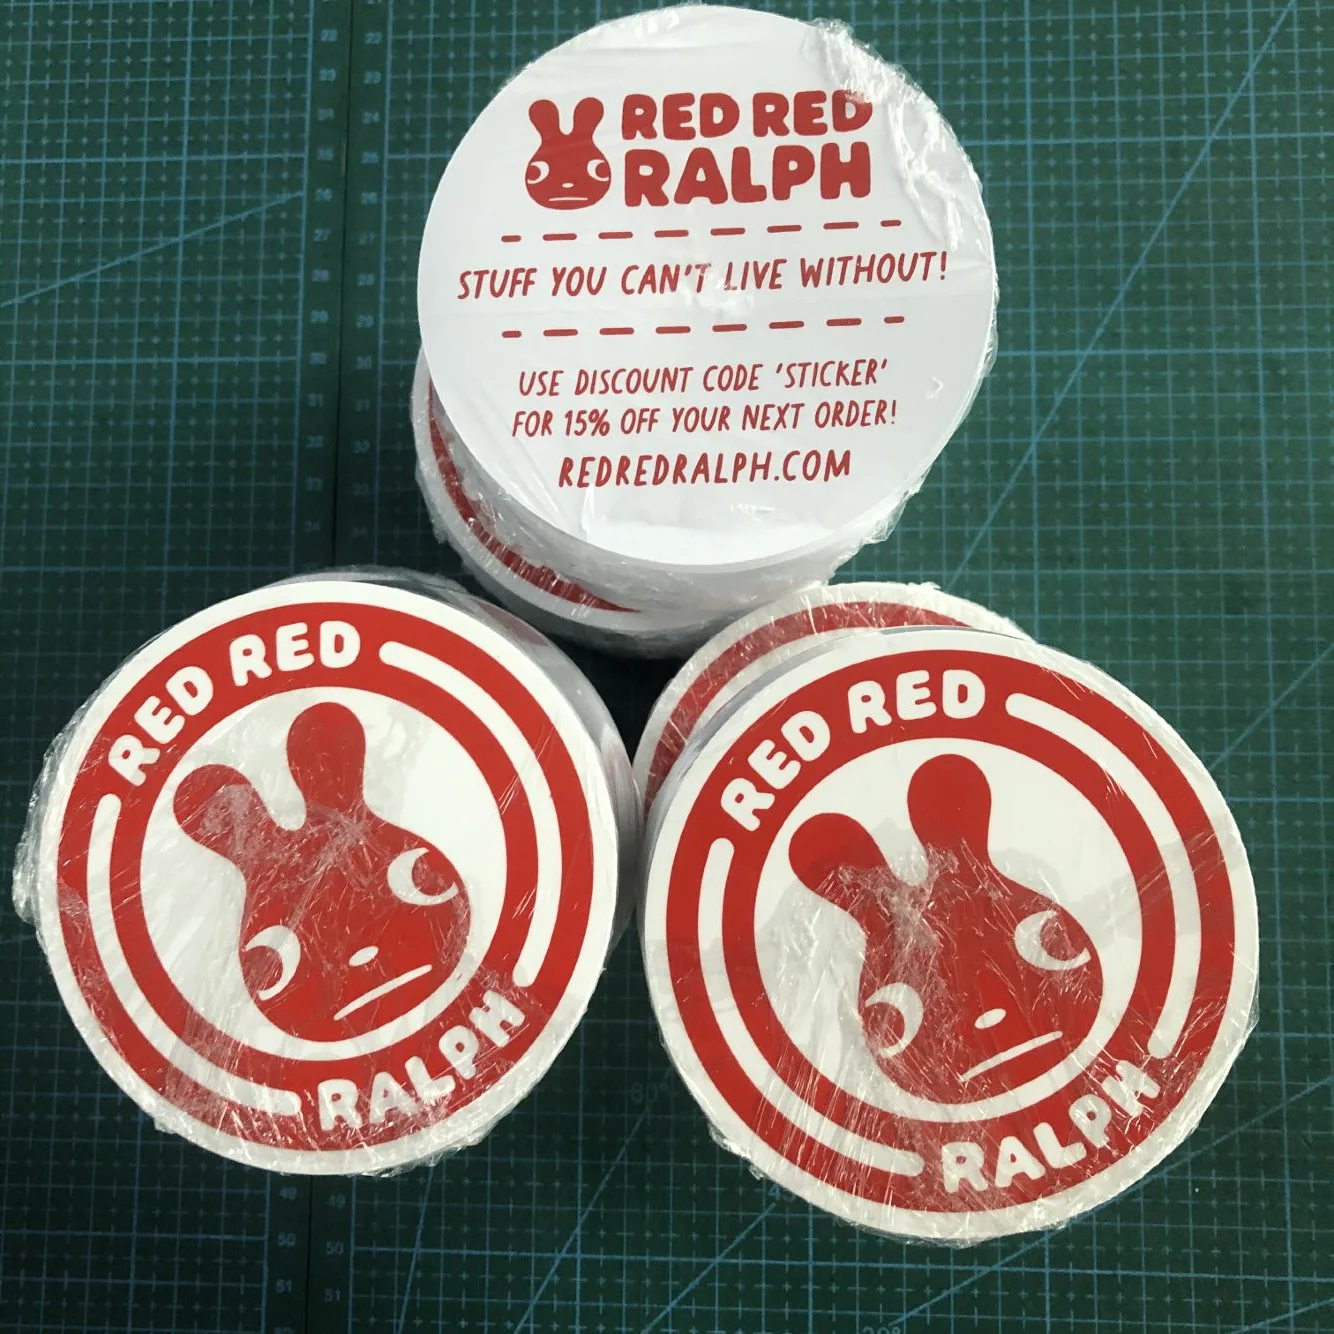 RED RED
RALPH
STUFF YOU CAN'T LIVE WITHOUT!
USE DISCOUNT CODE 'STICKER'
FOR 15% OFF YOUR NEXT ORDER!
REDREDRALPH.COM
RED RED
RALPH
RED RED
RALPH